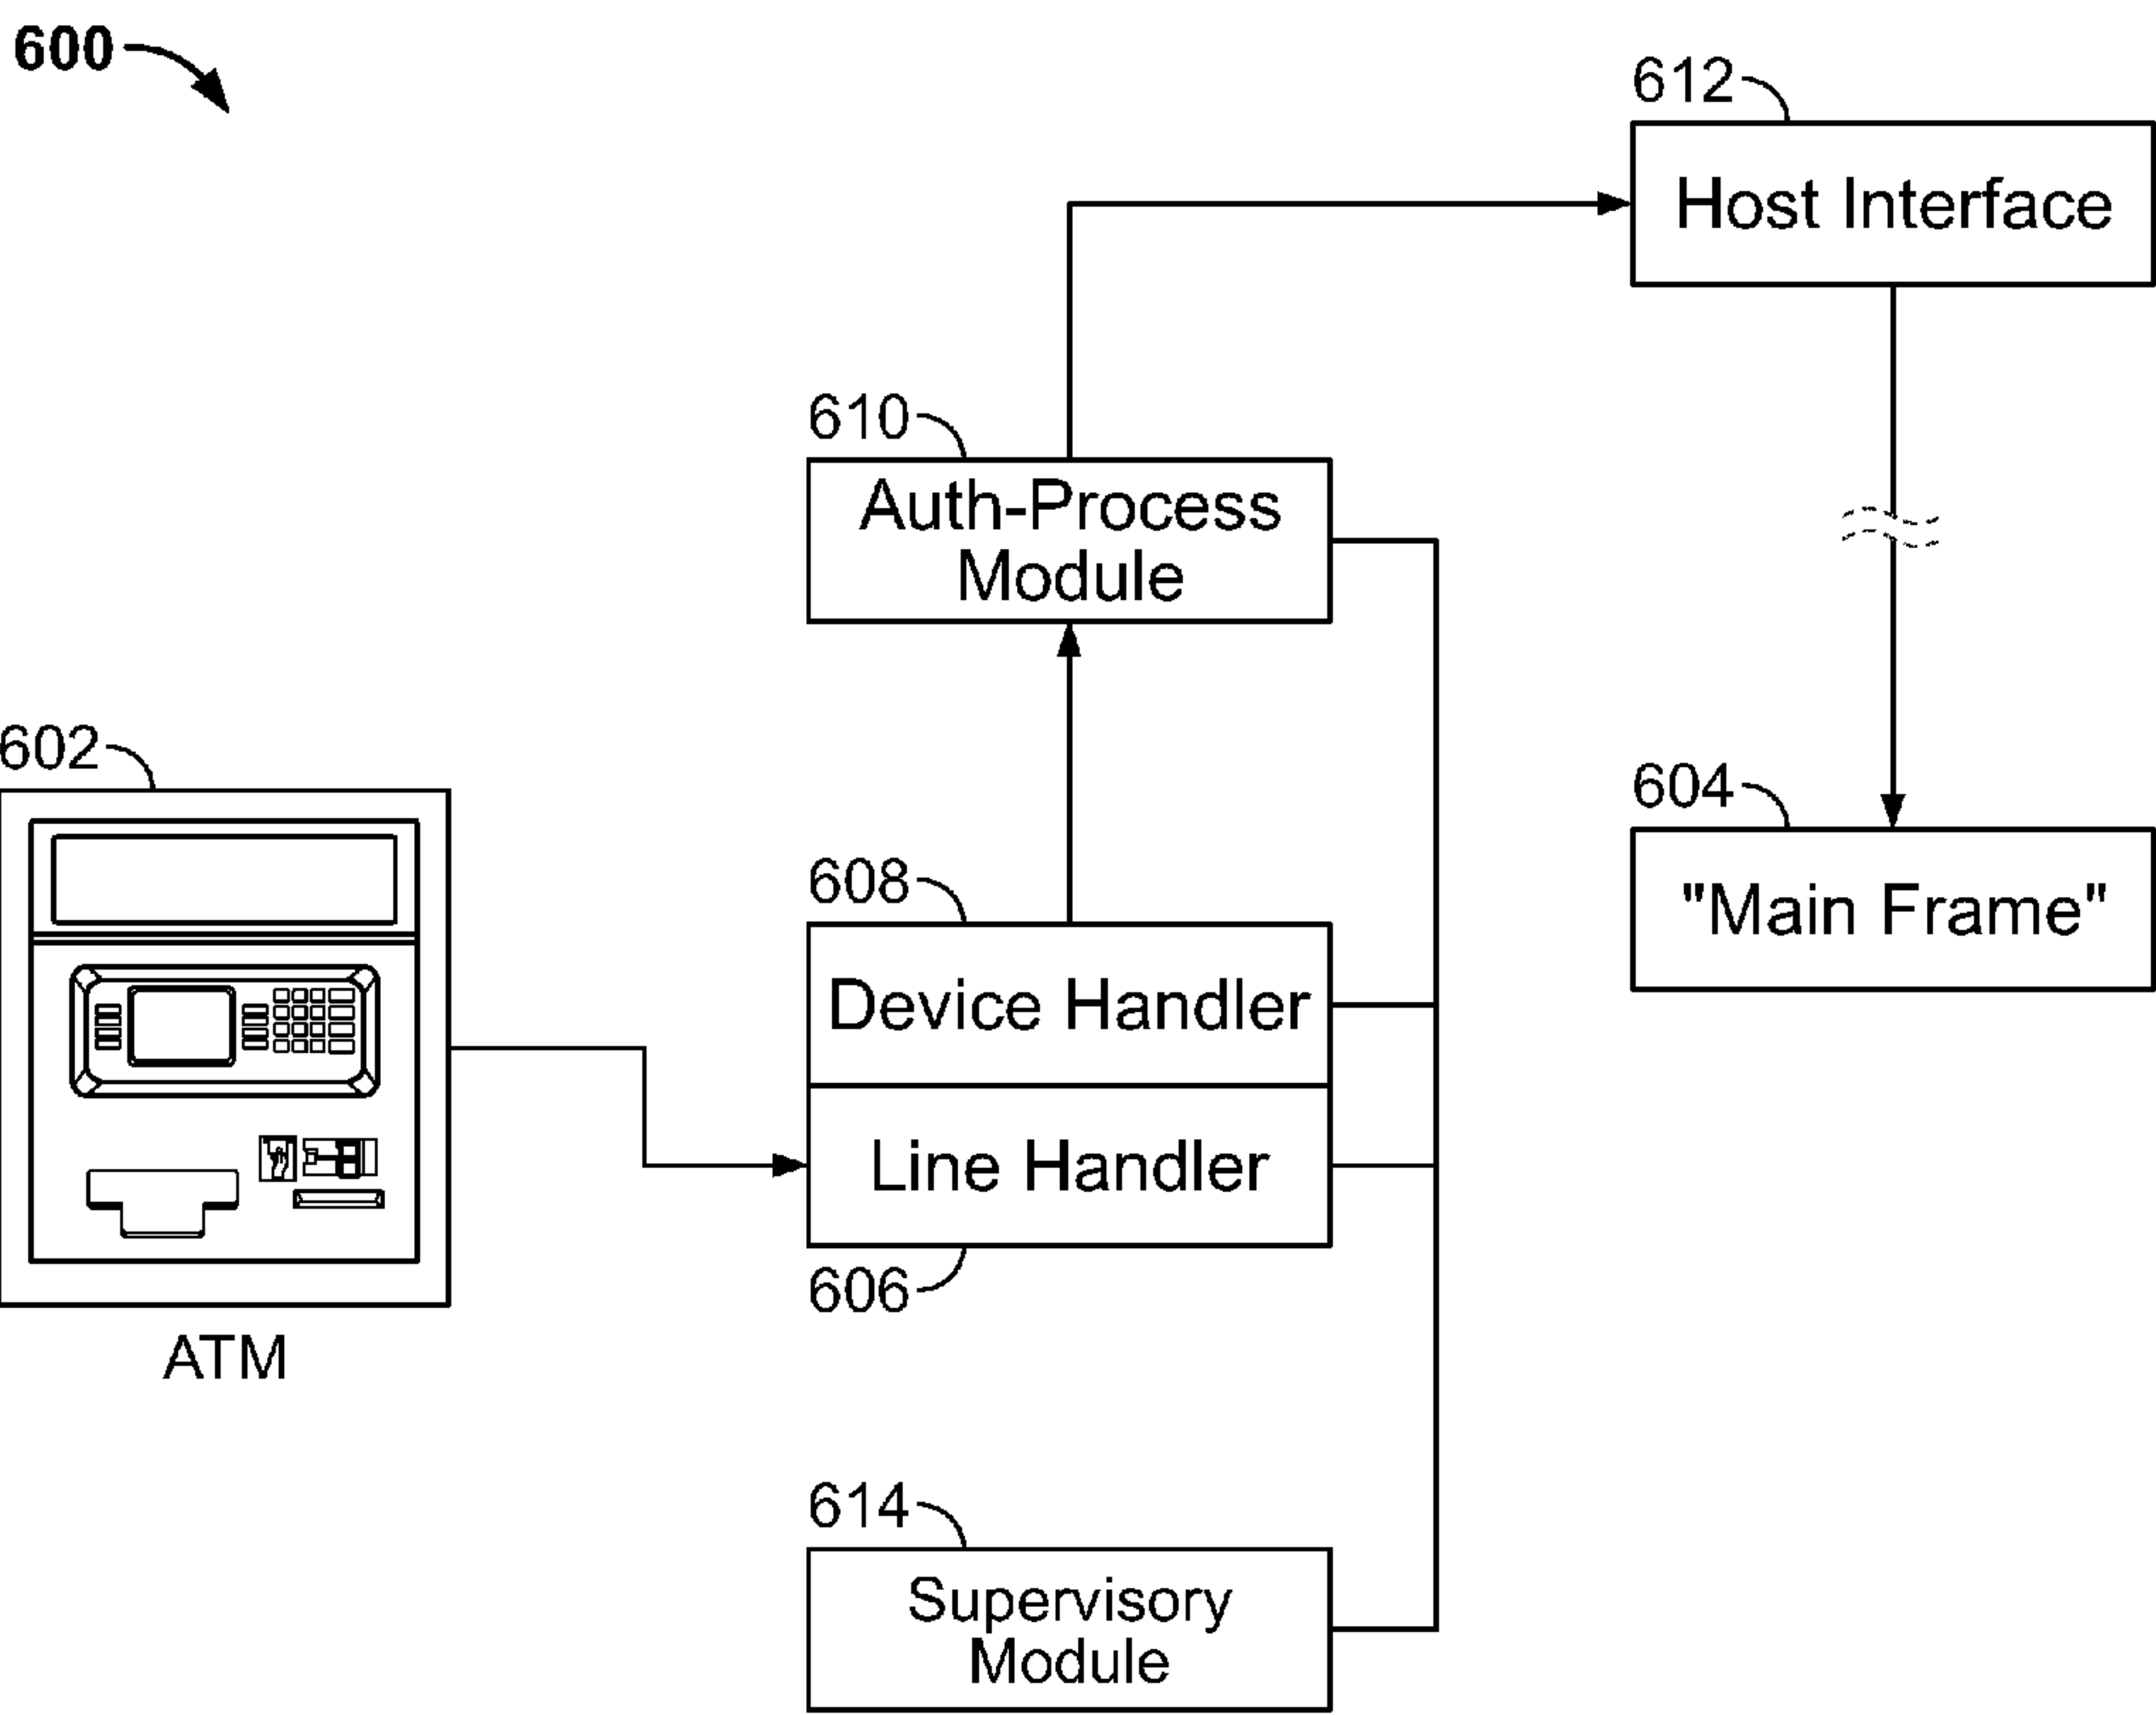 600
612
Host Interface
610
Auth-Process
Module
602
604
"Main Frame"
608
Device Handler
Line Handler
606
ATM
614
Supervisory
Module